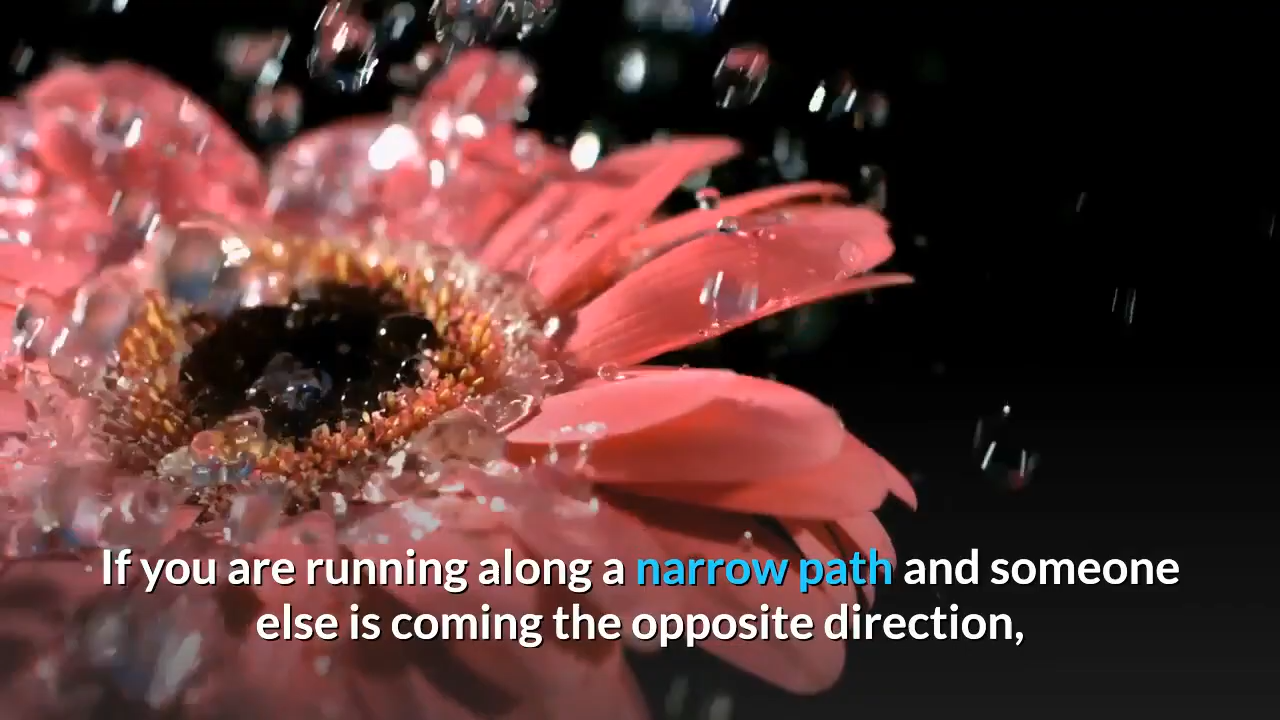 If you are running along a narrow path and someone
else is coming the opposite direction,